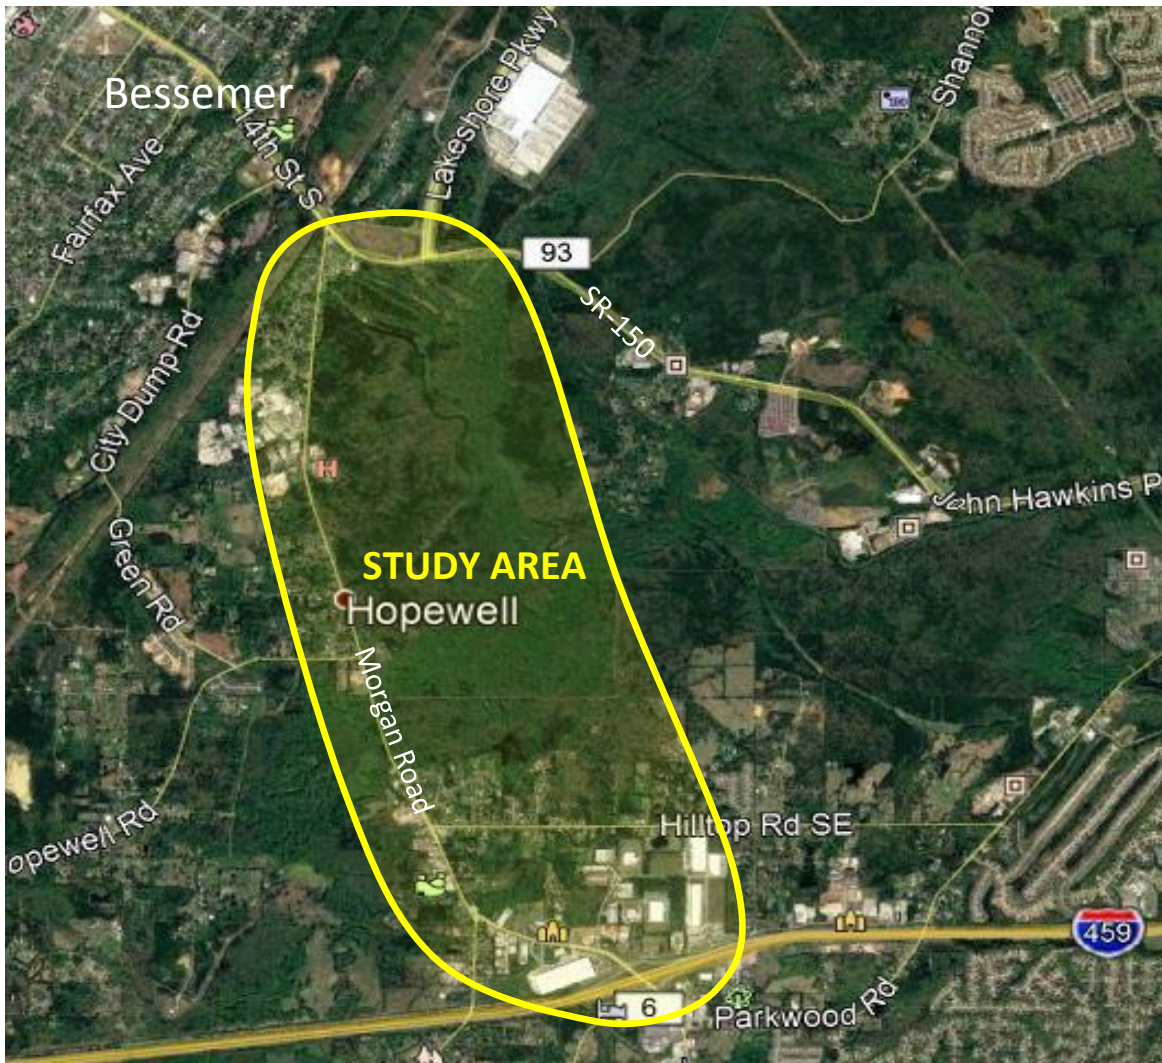 Bessemer
14th St S
Fairfax Ave
Lakeshore Pkwy
Shannon
93
SR-150
City Dump Rd
H
John Hawkins P
Green Rd
STUDY AREA
Hopewell
Morgan Road
opewell Rd
Hilltop Rd SE
459
6
Parkwood Rd